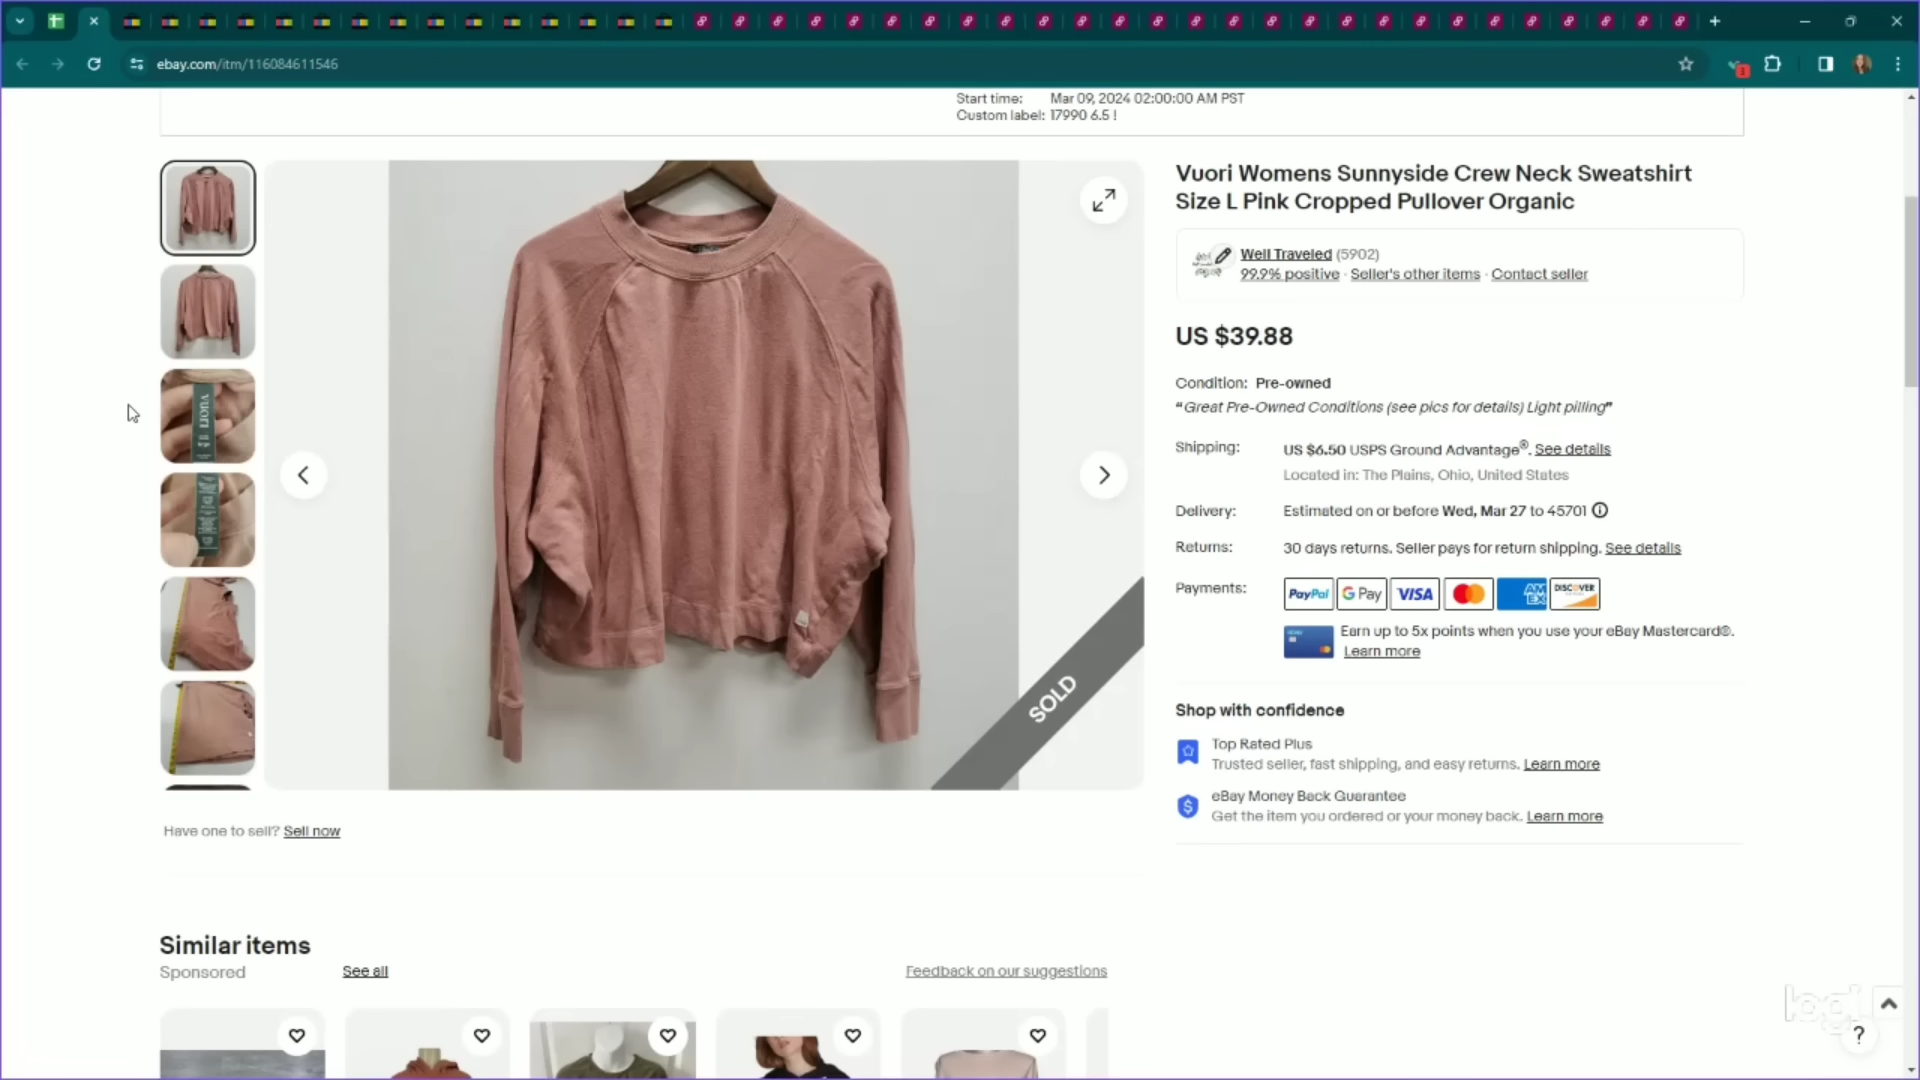 ebay.com/itm/116084611546
Start time: Mar 09, 2024 02:00:00 AM PST
Custom label: 17990 6.5 !
Vuori Womens Sunnyside Crew Neck Sweatshirt
Size L Pink Cropped Pullover Organic
Well Traveled (5902)
99.9% positive · Seller's other items · Contact seller
US $39.88
Condition: Pre-owned
“Great Pre-Owned Conditions (see pics for details) Light pilling”
Shipping: US $6.50 USPS Ground Advantage®. See details
Located in: The Plains, Ohio, United States
Delivery: Estimated on or before Wed, Mar 27 to 45701
Returns: 30 days returns. Seller pays for return shipping. See details
Payments: PayPal G Pay VISA AM EX DISCOVER
Earn up to 5x points when you use your eBay Mastercard®.
Learn more
SOLD
VUORI
Shop with confidence
Top Rated Plus
Trusted seller, fast shipping, and easy returns. Learn more
eBay Money Back Guarantee
Get the item you ordered or your money back. Learn more
Have one to sell? Sell now
Similar items
Sponsored See all Feedback on our suggestions
logi
?